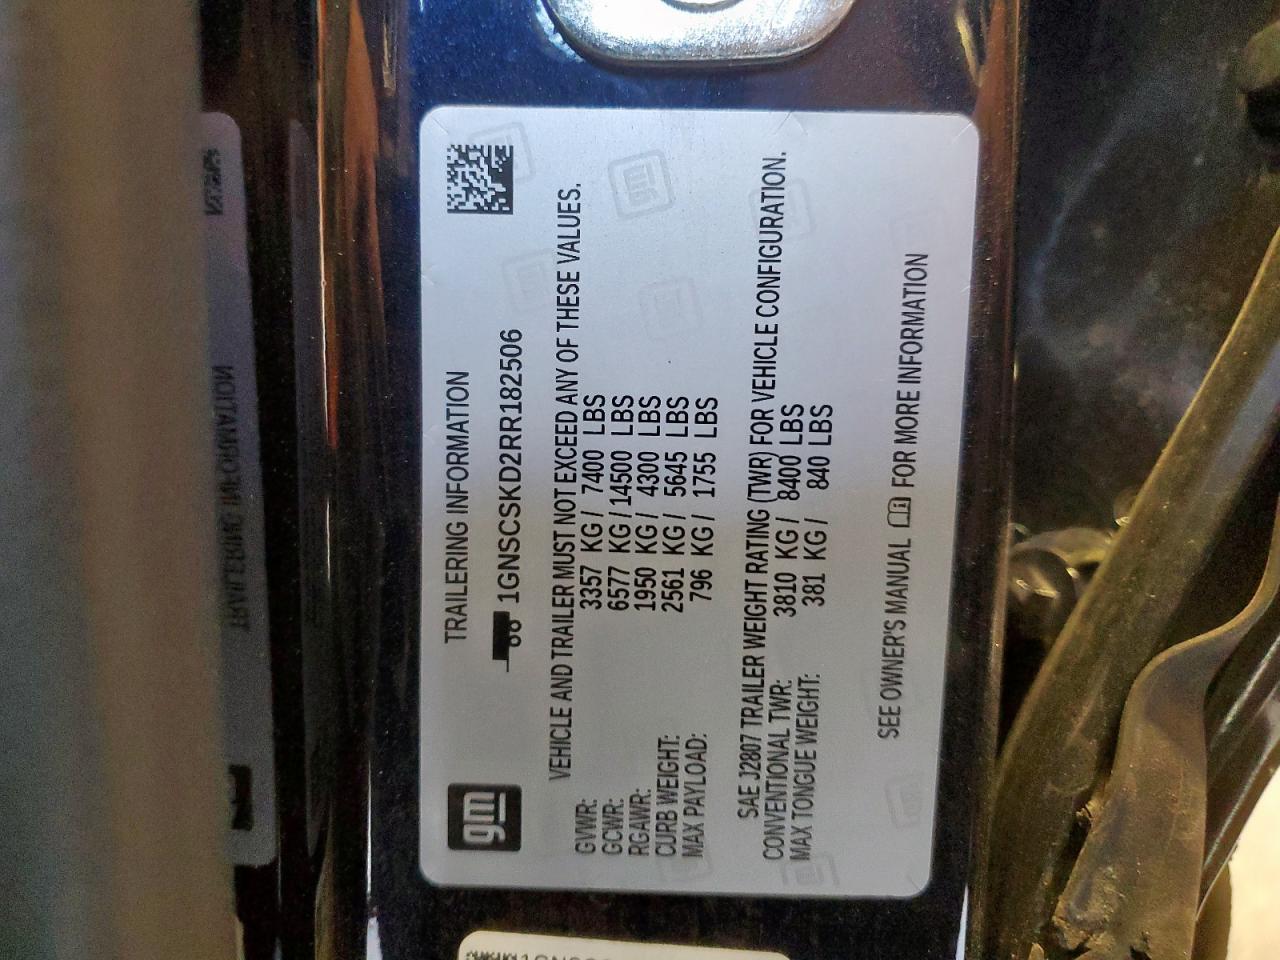 gm
TRAILERING INFORMATION
1GNSCSKD2RR182506
VEHICLE AND TRAILER MUST NOT EXCEED ANY OF THESE VALUES.
GVWR: 3357 KG / 7400 LBS
GCWR: 6577 KG / 14500 LBS
RGAWR: 1950 KG / 4300 LBS
CURB WEIGHT: 2561 KG / 5645 LBS
MAX PAYLOAD: 796 KG / 1755 LBS
SAE J2807 TRAILER WEIGHT RATING (TWR) FOR VEHICLE CONFIGURATION.
CONVENTIONAL TWR: 3810 KG / 8400 LBS
MAX TONGUE WEIGHT: 381 KG / 840 LBS
SEE OWNER'S MANUAL FOR MORE INFORMATION